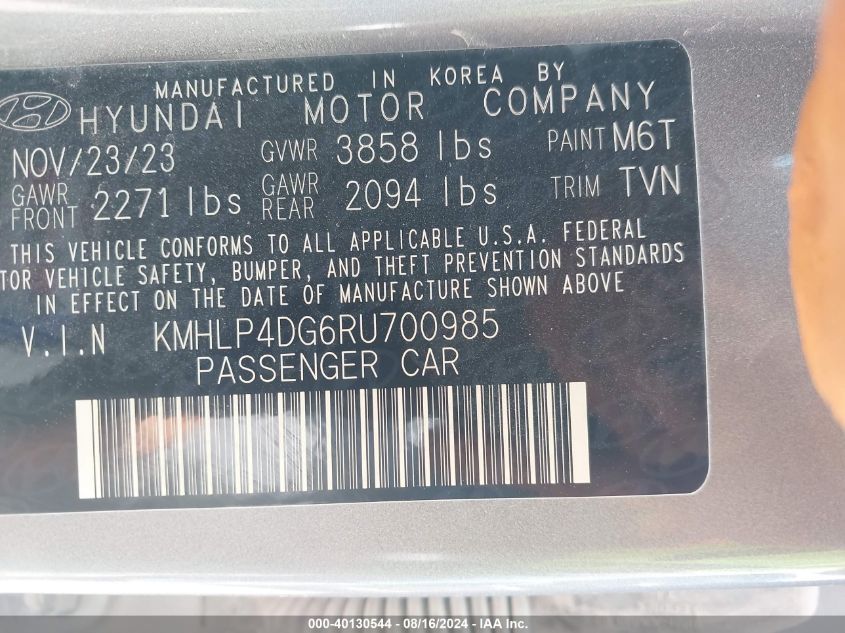 MANUFACTURED IN KOREA BY
HYUNDAI MOTOR COMPANY
NOV/23/23 GVWR 3858 lbs PAINT M6T
GAWR FRONT 2271 lbs GAWR REAR 2094 lbs TRIM TVN
THIS VEHICLE CONFORMS TO ALL APPLICABLE U.S.A. FEDERAL
TOR VEHICLE SAFETY, BUMPER, AND THEFT PREVENTION STANDARDS
IN EFFECT ON THE DATE OF MANUFACTURE SHOWN ABOVE
V.I.N KMHLP4DG6RU700985
PASSENGER CAR
000-40130544 - 08/16/2024 - IAA Inc.